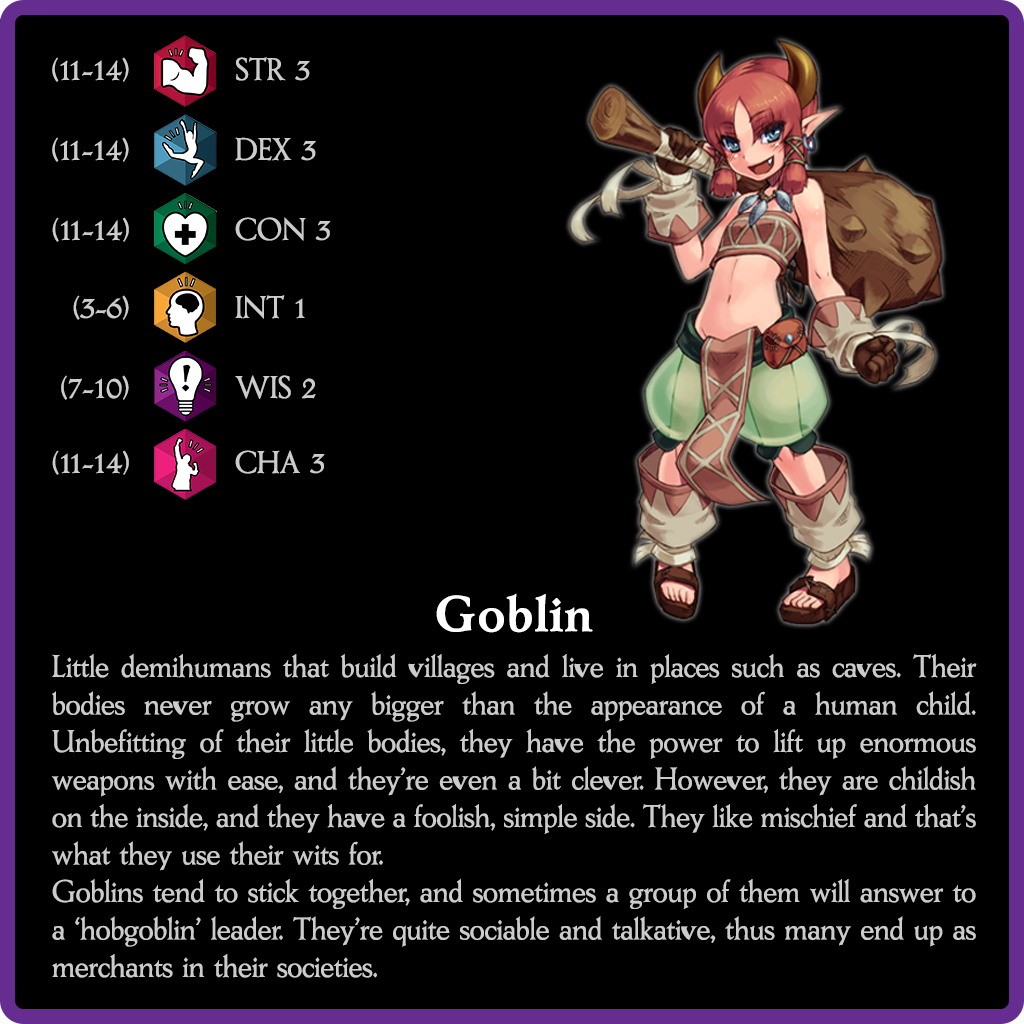 (11-14) STR 3
(11-14) DEX 3
(11-14) CON 3
(3-6) INT 1
(7-10) WIS 2
(11-14) CHA 3
Goblin
Little demihumans that build villages and live in places such as caves. Their
bodies never grow any bigger than the appearance of a human child.
Unbefitting of their little bodies, they have the power to lift up enormous
weapons with ease, and they're even a bit clever. However, they are childish
on the inside, and they have a foolish, simple side. They like mischief and that's
what they use their wits for.
Goblins tend to stick together, and sometimes a group of them will answer to
a 'hobgoblin' leader. They're quite sociable and talkative, thus many end up as
merchants in their societies.